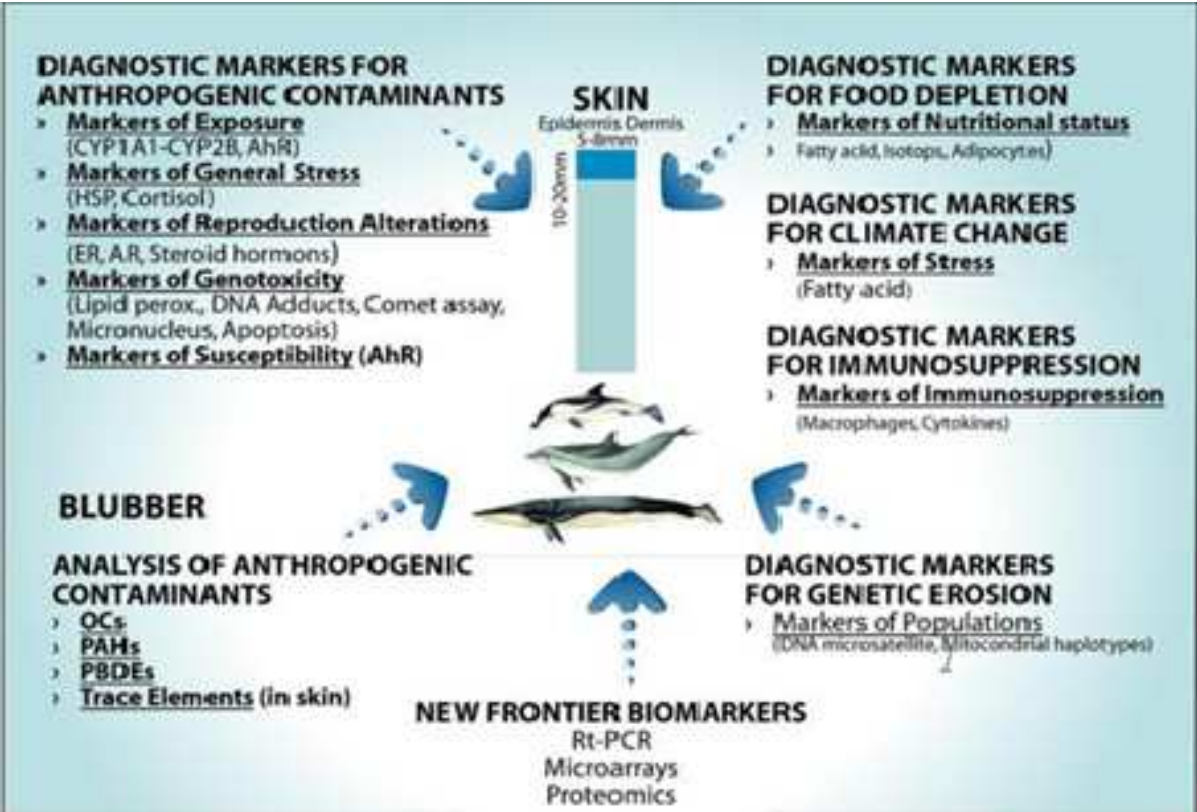 DIAGNOSTIC MARKERS FOR
ANTHROPOGENIC CONTAMINANTS
» Markers of Exposure
(CYP1A1-CYP2B, AhR)
» Markers of General Stress
(HSP, Cortisol)
» Markers of Reproduction Alterations
(ER, AR, Steroid hormons)
» Markers of Genotoxicity
(Lipid perox., DNA Adducts, Comet assay,
Micronucleus, Apoptosis)
» Markers of Susceptibility (AhR)
SKIN
Epidermis Dermis
5-8mm
10-20mm
DIAGNOSTIC MARKERS
FOR FOOD DEPLETION
› Markers of Nutritional status
› Fatty acid, Isotops, Adipocytes)
DIAGNOSTIC MARKERS
FOR CLIMATE CHANGE
› Markers of Stress
(Fatty acid)
DIAGNOSTIC MARKERS
FOR IMMUNOSUPPRESSION
› Markers of Immunosuppression
(Macrophages, Cytokines)
BLUBBER
ANALYSIS OF ANTHROPOGENIC
CONTAMINANTS
› OCs
› PAHs
› PBDEs
› Trace Elements (in skin)
DIAGNOSTIC MARKERS
FOR GENETIC EROSION
› Markers of Populations
(DNA microsatellite, Mitocondrial haplotypes)
NEW FRONTIER BIOMARKERS
Rt-PCR
Microarrays
Proteomics